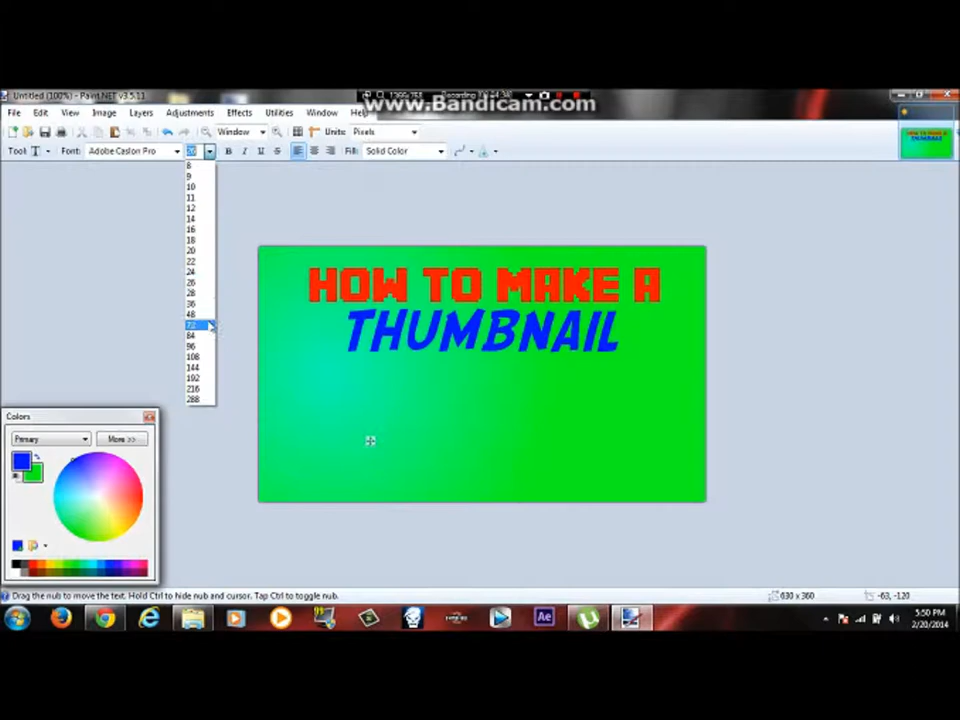 Untitled (100%) - Paint.NET v3.5.11
www.Bandicam.com
File Edit View Image Layers Adjustments Effects Utilities Window Help
Window Units: Pixels
Tool: Font: Adobe Caslon Pro B I U S Fill: Solid Color
8
9
10
11
12
14
16
18
20
22
24
26
28
36
48
72
84
96
108
144
192
216
288
HOW TO MAKE A
THUMBNAIL
Colors
Primary More >>
Drag the nub to move the text. Hold Ctrl to hide nub and cursor. Tap Ctrl to toggle nub.
630 x 360
-63, -120
Ae
5:50 PM
2/20/2014